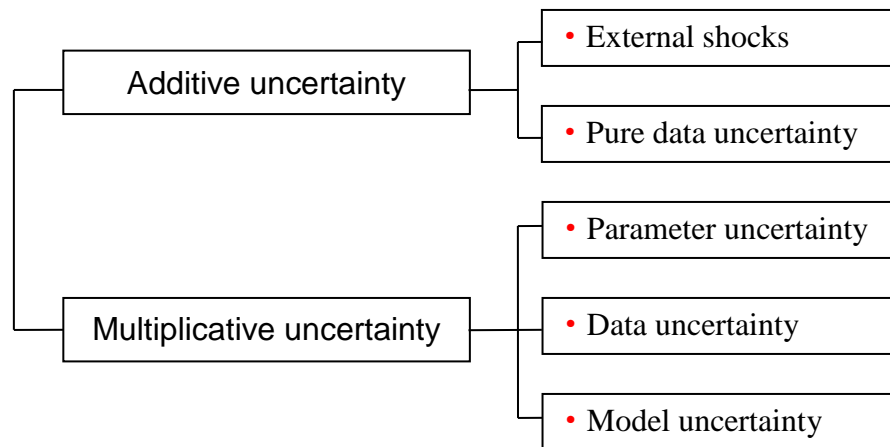 • External shocks
Additive uncertainty
• Pure data uncertainty
• Parameter uncertainty
Multiplicative uncertainty
• Data uncertainty
• Model uncertainty